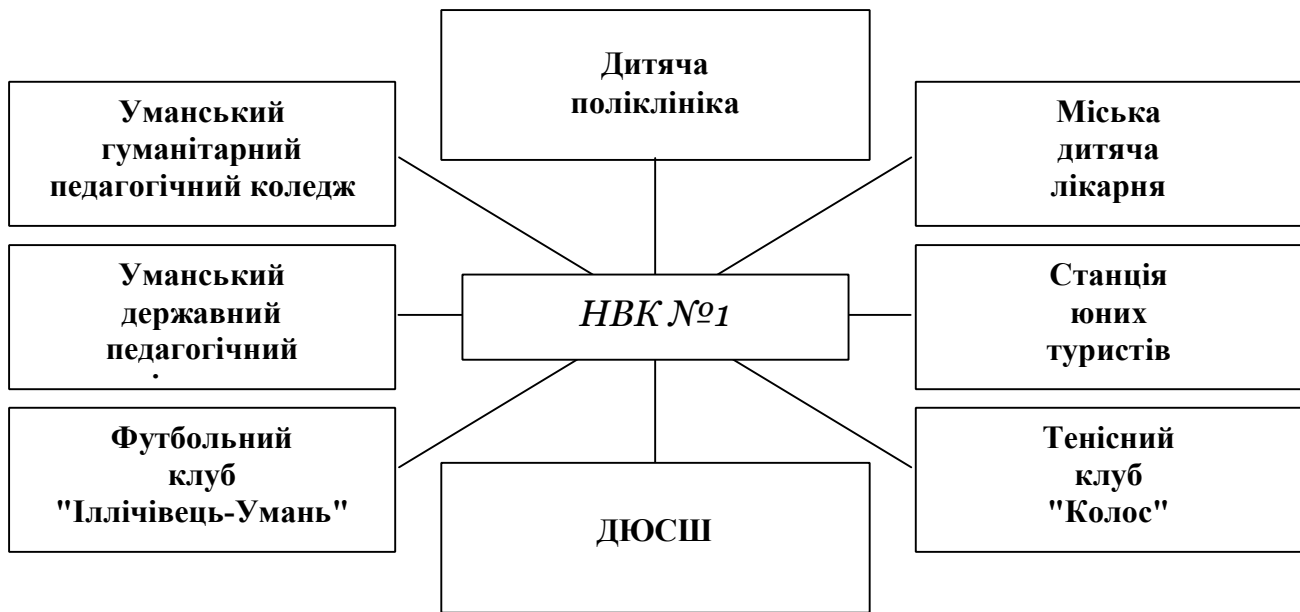 Дитяча
поліклініка
Уманський
гуманітарний
педагогічний коледж
Міська
дитяча
лікарня
Уманський
державний
педагогічний
НВК №1
Станція
юних
туристів
Футбольний
клуб
"Іллічівець-Умань"
ДЮСШ
Тенісний
клуб
"Колос"